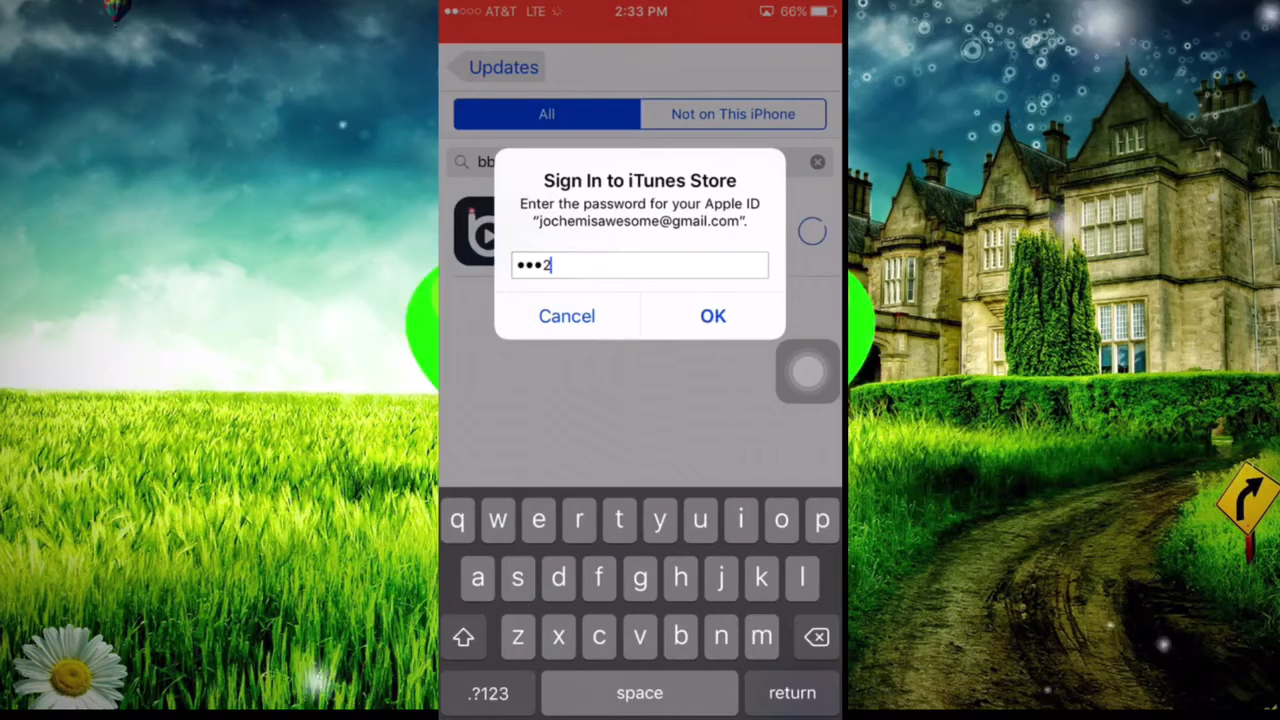 AT&T LTE 2:33 PM 66%
Updates
All Not on This iPhone
bb
Sign In to iTunes Store
Enter the password for your Apple ID
“jochemisawesome@gmail.com”.
•••2
Cancel OK
q w e r t y u i o p
a s d f g h j k l
z x c v b n m
.?123 space return